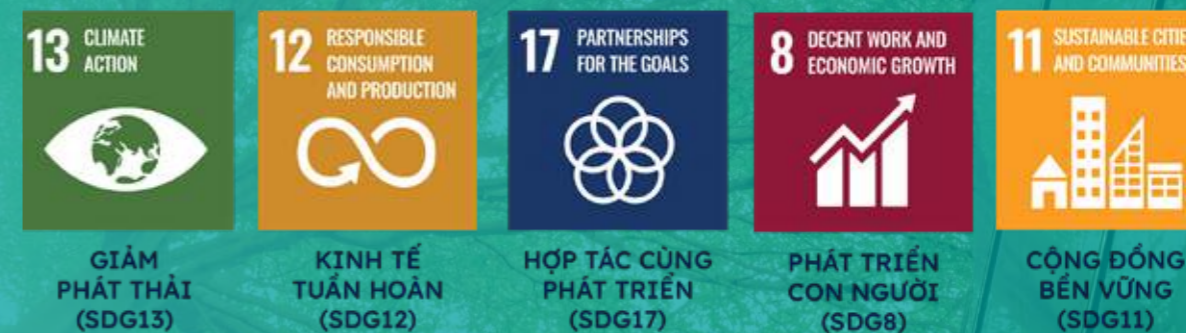 13 CLIMATE
ACTION
12 RESPONSIBLE
CONSUMPTION
AND PRODUCTION
17 PARTNERSHIPS
FOR THE GOALS
8 DECENT WORK AND
ECONOMIC GROWTH
11 SUSTAINABLE CITIE
AND COMMUNITIES
GIẢM
PHÁT THẢI
(SDG13)
KINH TẾ
TUẦN HOÀN
(SDG12)
HỢP TÁC CÙNG
PHÁT TRIỂN
(SDG17)
PHÁT TRIỂN
CON NGƯỜI
(SDG8)
CỘNG ĐỒNG
BỀN VỮNG
(SDG11)